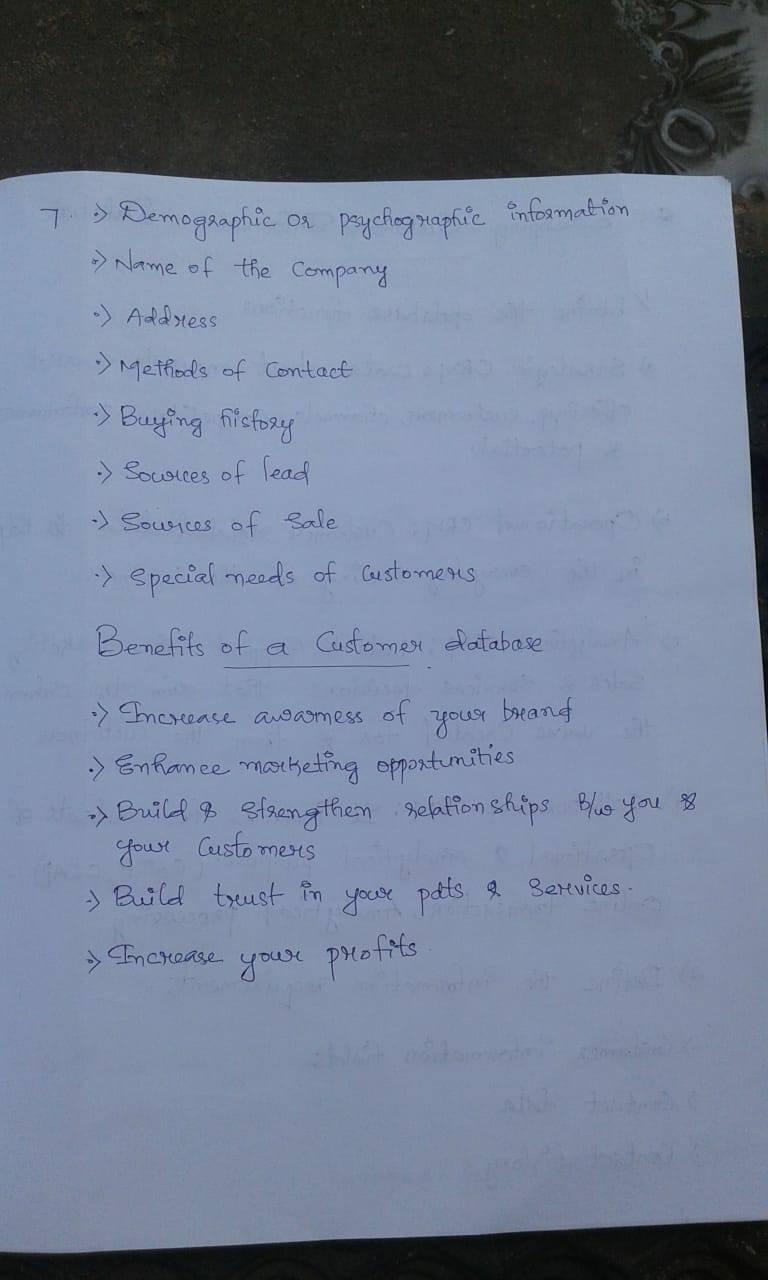 7. •> Demographic or psychographic information
•> Name of the Company
•> Address
•> Methods of Contact
•> Buying history
•> Sources of lead
•> Sources of Sale
•> Special needs of Customers
Benefits of a Customer database
•> Increase awarness of your brand
•> Enhance marketing opportunities
•> Build & Strengthen relationships B/w you &
your Customers
•> Build trust in your pdts & Services.
•> Increase your profits